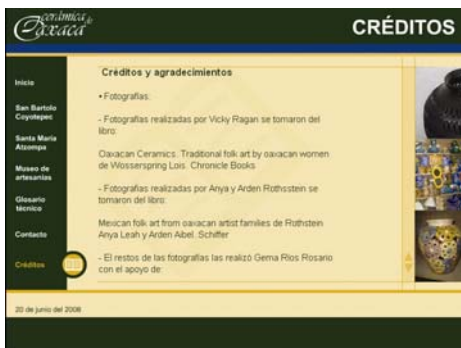 Cerámica de
Oaxaca
CRÉDITOS
Inicio
San Bartolo
Coyotepec
Santa María
Atzompa
Museo de
artesanías
Glosario
técnico
Contacto
Créditos
Créditos y agradecimientos
• Fotografías:
- Fotografías realizadas por Vicky Ragan se tomaron del
libro:
Oaxacan Ceramics. Traditional folk art by oaxacan women
de Wosserspring Lois. Chronicle Books
- Fotografías realizadas por Anya y Arden Rothsstein se
tomaron del libro:
Mexican folk art from oaxacan artist families de Rothstein
Anya Leah y Arden Aibel. Schiffer
- El restos de las fotografías las realizó Gema Ríos Rosario
con el apoyo de:
20 de junio del 2008